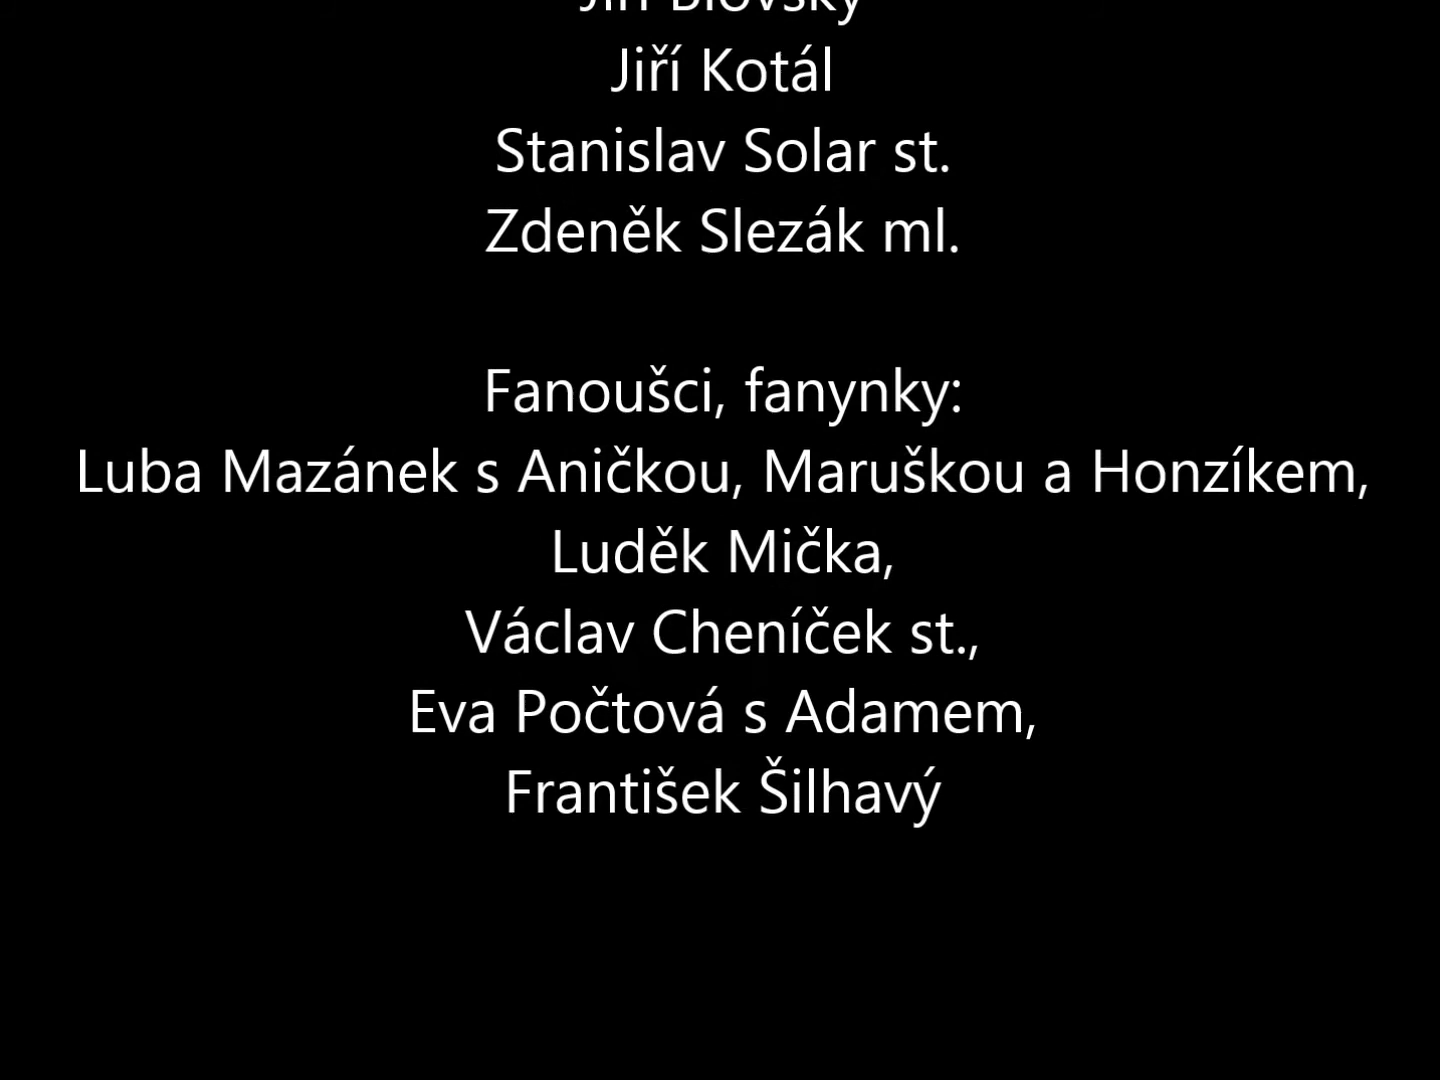 Jiří
Jiří Kotál
Stanislav Solar st.
Zdeněk Slezák ml.
Fanoušci, fanynky:
Luba Mazánek s Aničkou, Maruškou a Honzíkem,
Luděk Mička,
Václav Cheníček st.,
Eva Počtová s Adamem,
František Šilhavý